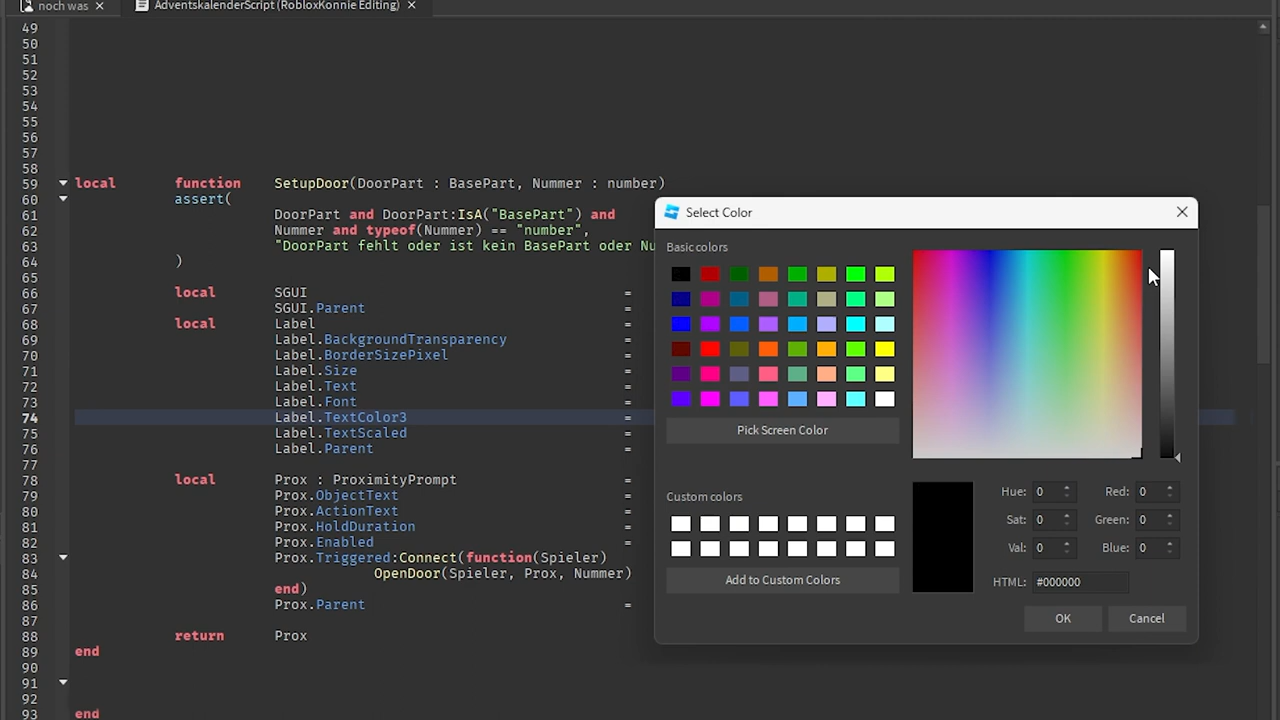 noch was
AdventskalenderScript (RobloxKonnie Editing)
49
50
51
52
53
54
55
56
57
58
59 local function SetupDoor(DoorPart : BasePart, Nummer : number)
60 assert(
61 DoorPart and DoorPart:IsA("BasePart") and
62 Nummer and typeof(Nummer) == "number",
63 "DoorPart fehlt oder ist kein BasePart oder Nu
64 )
65
66 local SGUI =
67 SGUI.Parent =
68 local Label =
69 Label.BackgroundTransparency =
70 Label.BorderSizePixel =
71 Label.Size =
72 Label.Text =
73 Label.Font =
74 Label.TextColor3 =
75 Label.TextScaled =
76 Label.Parent =
77
78 local Prox : ProximityPrompt =
79 Prox.ObjectText =
80 Prox.ActionText =
81 Prox.HoldDuration =
82 Prox.Enabled =
83 Prox.Triggered:Connect(function(Spieler)
84 OpenDoor(Spieler, Prox, Nummer)
85 end)
86 Prox.Parent =
87
88 return Prox
89 end
90
91
92
93 end
Select Color
Basic colors
Pick Screen Color
Custom colors
Add to Custom Colors
Hue: 0 Red: 0
Sat: 0 Green: 0
Val: 0 Blue: 0
HTML: #000000
OK Cancel